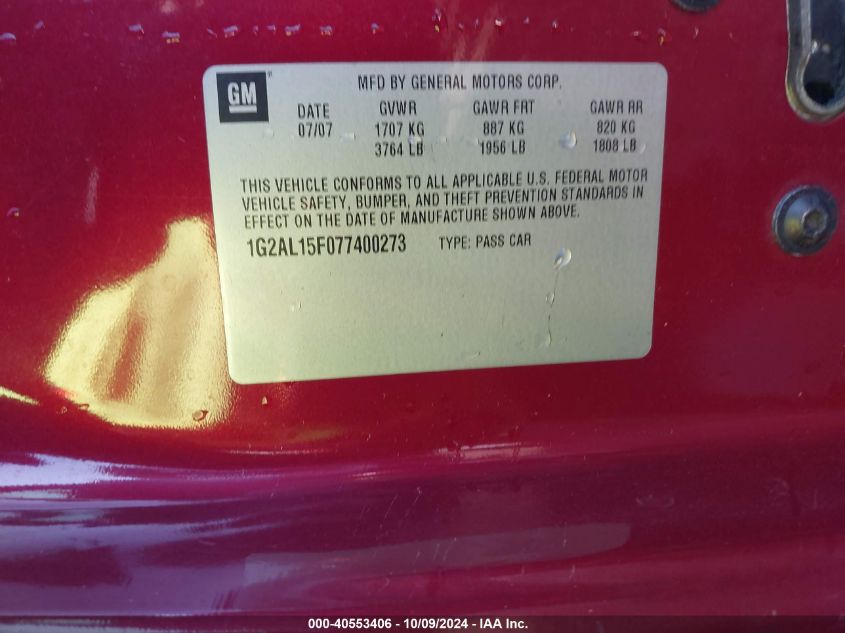 GM
MFD BY GENERAL MOTORS CORP.
DATE GVWR GAWR FRT GAWR RR
07/07 1707 KG 887 KG 820 KG
3764 LB 1956 LB 1808 LB
THIS VEHICLE CONFORMS TO ALL APPLICABLE U.S. FEDERAL MOTOR
VEHICLE SAFETY, BUMPER, AND THEFT PREVENTION STANDARDS IN
EFFECT ON THE DATE OF MANUFACTURE SHOWN ABOVE.
1G2AL15F077400273 TYPE: PASS CAR
000-40553406 - 10/09/2024 - IAA Inc.